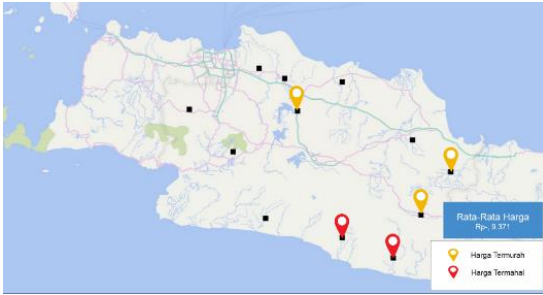 Rata-Rata Harga
Rp-, 9.371
Harga Termurah
Harga Termahal